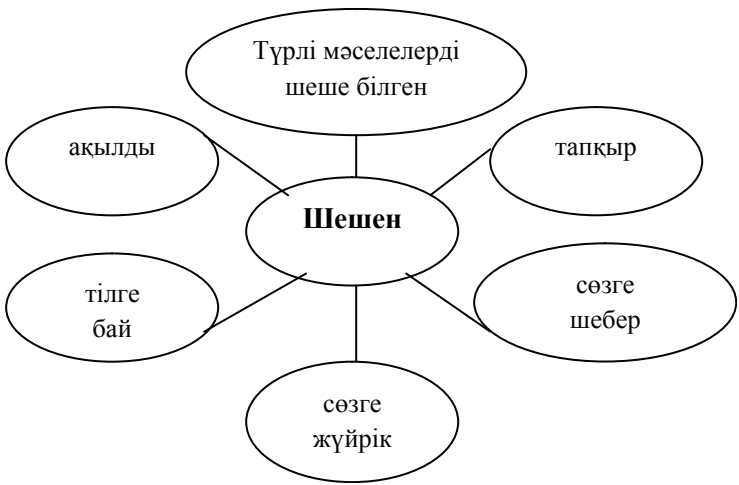 Түрлі мәселелерді
шеше білген
ақылды
тапқыр
Шешен
тілге
бай
сөзге
шебер
сөзге
жүйрік